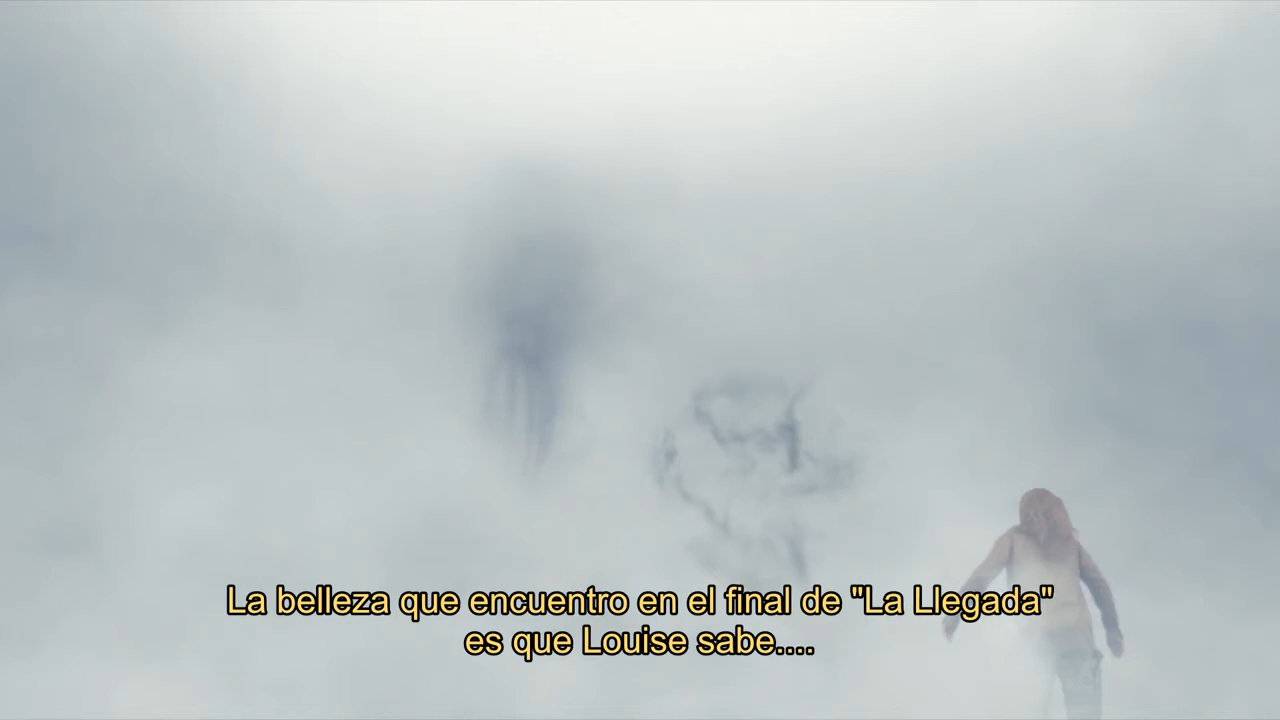 La belleza que encuentro en el final de "La Llegada"
es que Louise sabe....